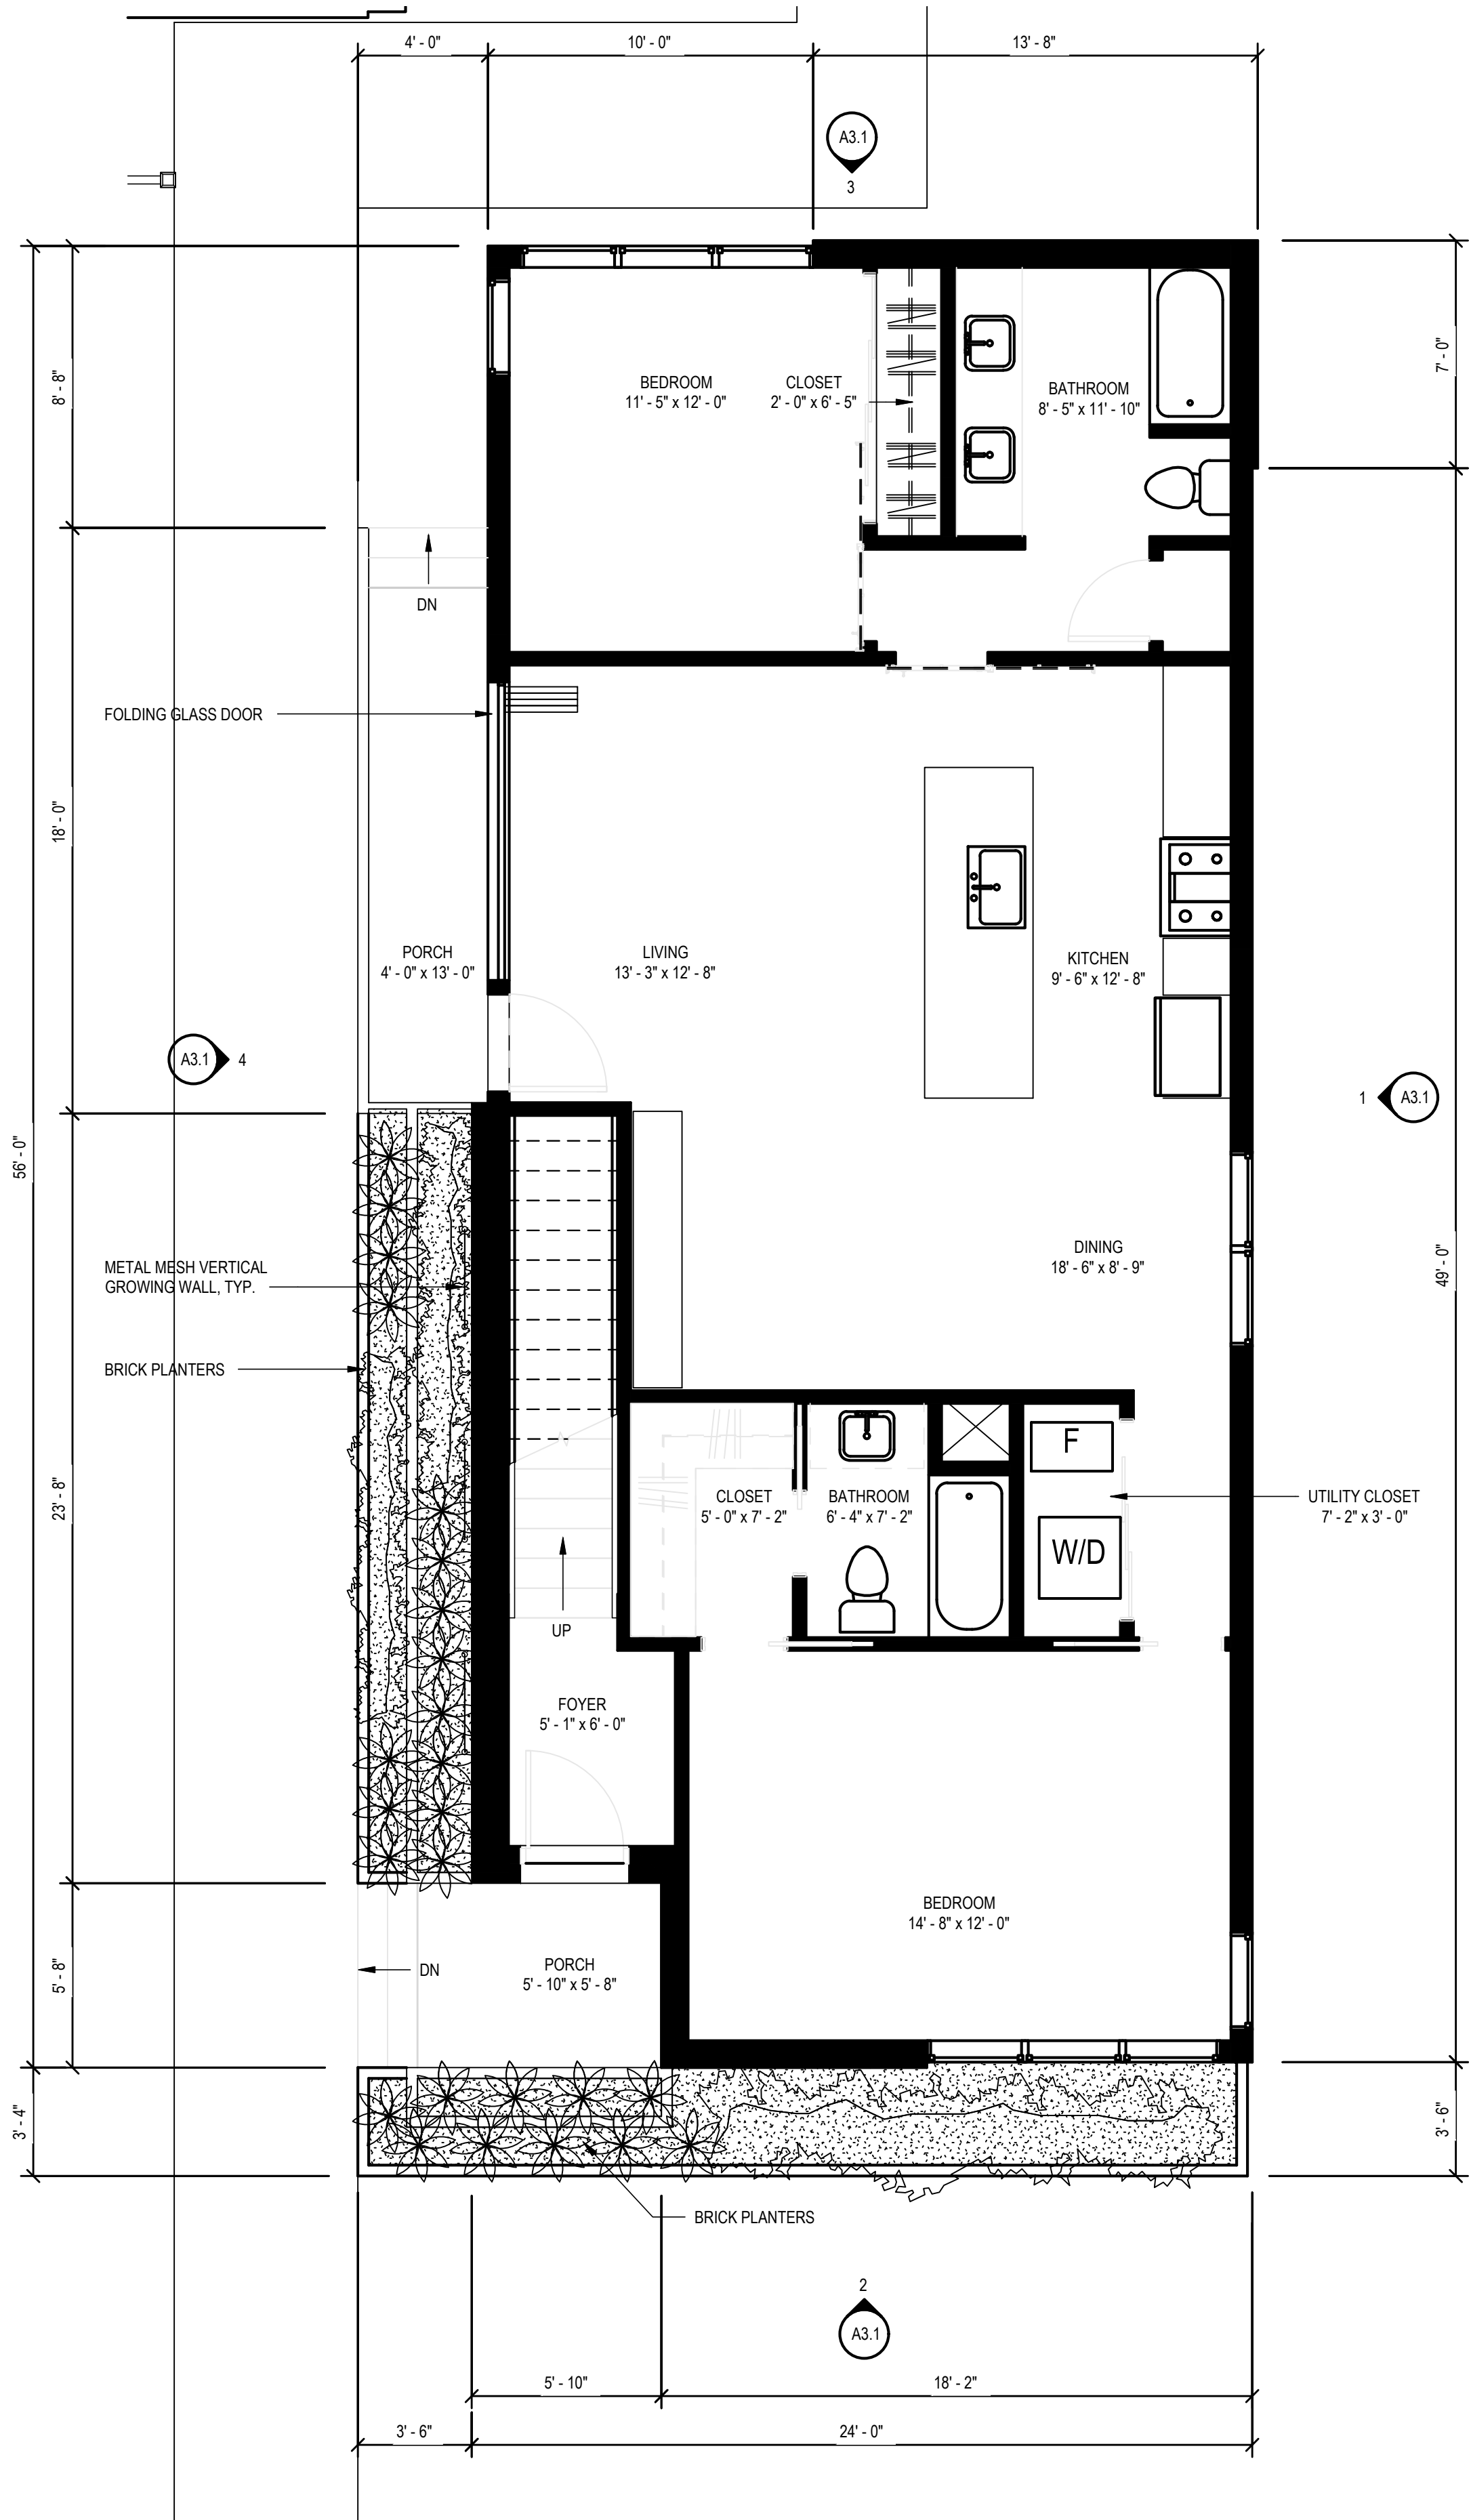 4' - 0"
10' - 0"
13' - 8"
A3.1
3
8' - 8"
7' - 0"
BEDROOM
11' - 5" x 12' - 0"
CLOSET
2' - 0" x 6' - 5"
BATHROOM
8' - 5" x 11' - 10"
DN
FOLDING GLASS DOOR
18' - 0"
PORCH
4' - 0" x 13' - 0"
LIVING
13' - 3" x 12' - 8"
KITCHEN
9' - 6" x 12' - 8"
A3.1
4
1
A3.1
56' - 0"
METAL MESH VERTICAL
GROWING WALL, TYP.
DINING
18' - 6" x 8' - 9"
49' - 0"
BRICK PLANTERS
F
23' - 8"
CLOSET
5' - 0" x 7' - 2"
BATHROOM
6' - 4" x 7' - 2"
UTILITY CLOSET
7' - 2" x 3' - 0"
W/D
UP
FOYER
5' - 1" x 6' - 0"
BEDROOM
14' - 8" x 12' - 0"
5' - 8"
DN
PORCH
5' - 10" x 5' - 8"
3' - 4"
3' - 6"
BRICK PLANTERS
2
A3.1
5' - 10"
18' - 2"
3' - 6"
24' - 0"